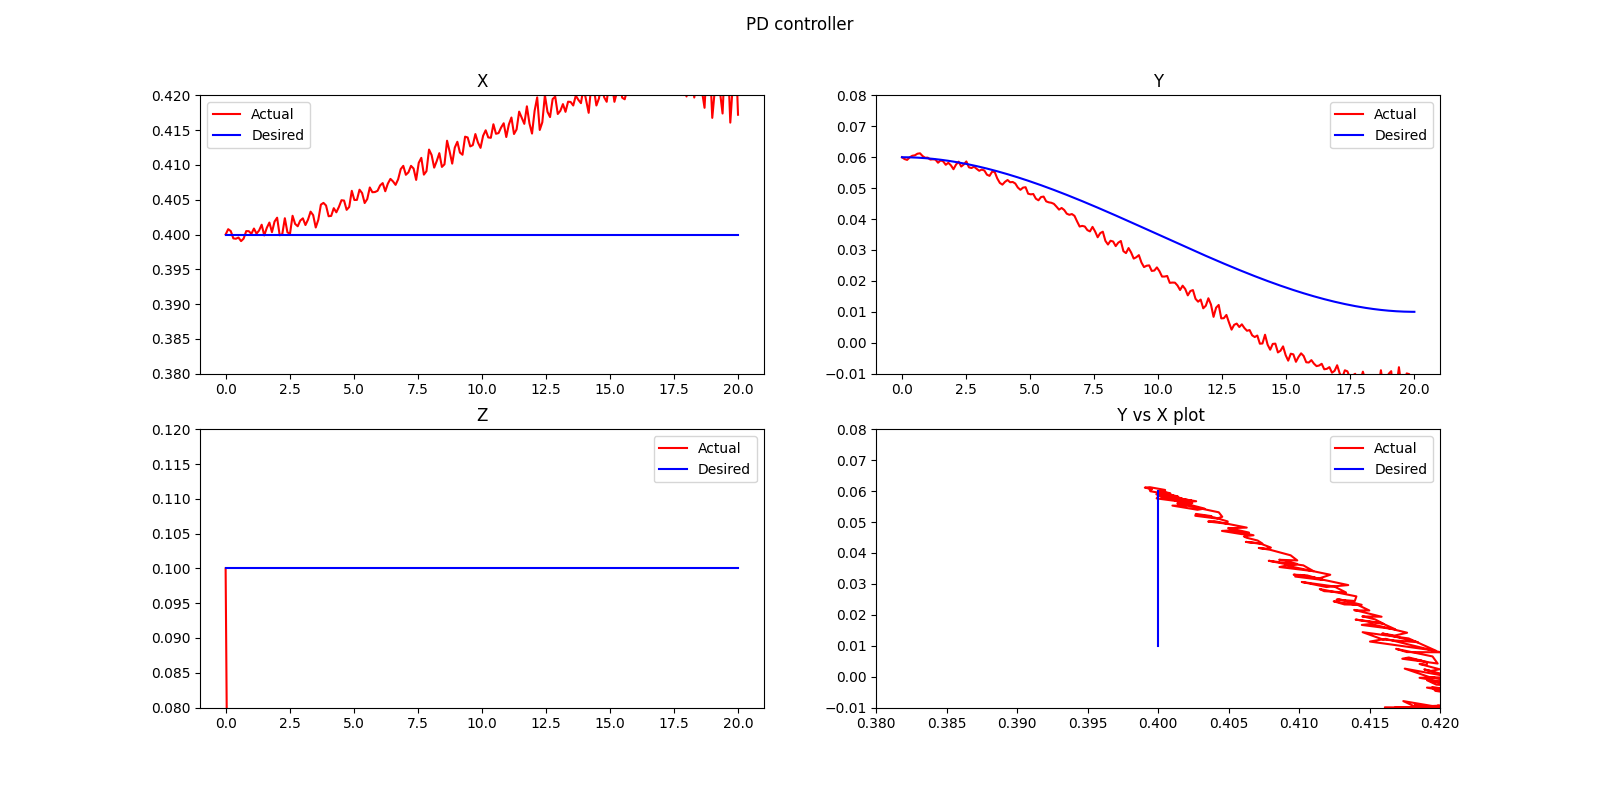 PD controller
X
0.420
0.415
0.410
0.405
0.400
0.395
0.390
0.385
0.380
Actual
Desired
0.0 2.5 5.0 7.5 10.0 12.5 15.0 17.5 20.0
Y
0.08
0.07
0.06
0.05
0.04
0.03
0.02
0.01
0.00
−0.01
Actual
Desired
0.0 2.5 5.0 7.5 10.0 12.5 15.0 17.5 20.0
Z
0.120
0.115
0.110
0.105
0.100
0.095
0.090
0.085
0.080
Actual
Desired
0.0 2.5 5.0 7.5 10.0 12.5 15.0 17.5 20.0
Y vs X plot
0.08
0.07
0.06
0.05
0.04
0.03
0.02
0.01
0.00
−0.01
Actual
Desired
0.380 0.385 0.390 0.395 0.400 0.405 0.410 0.415 0.420